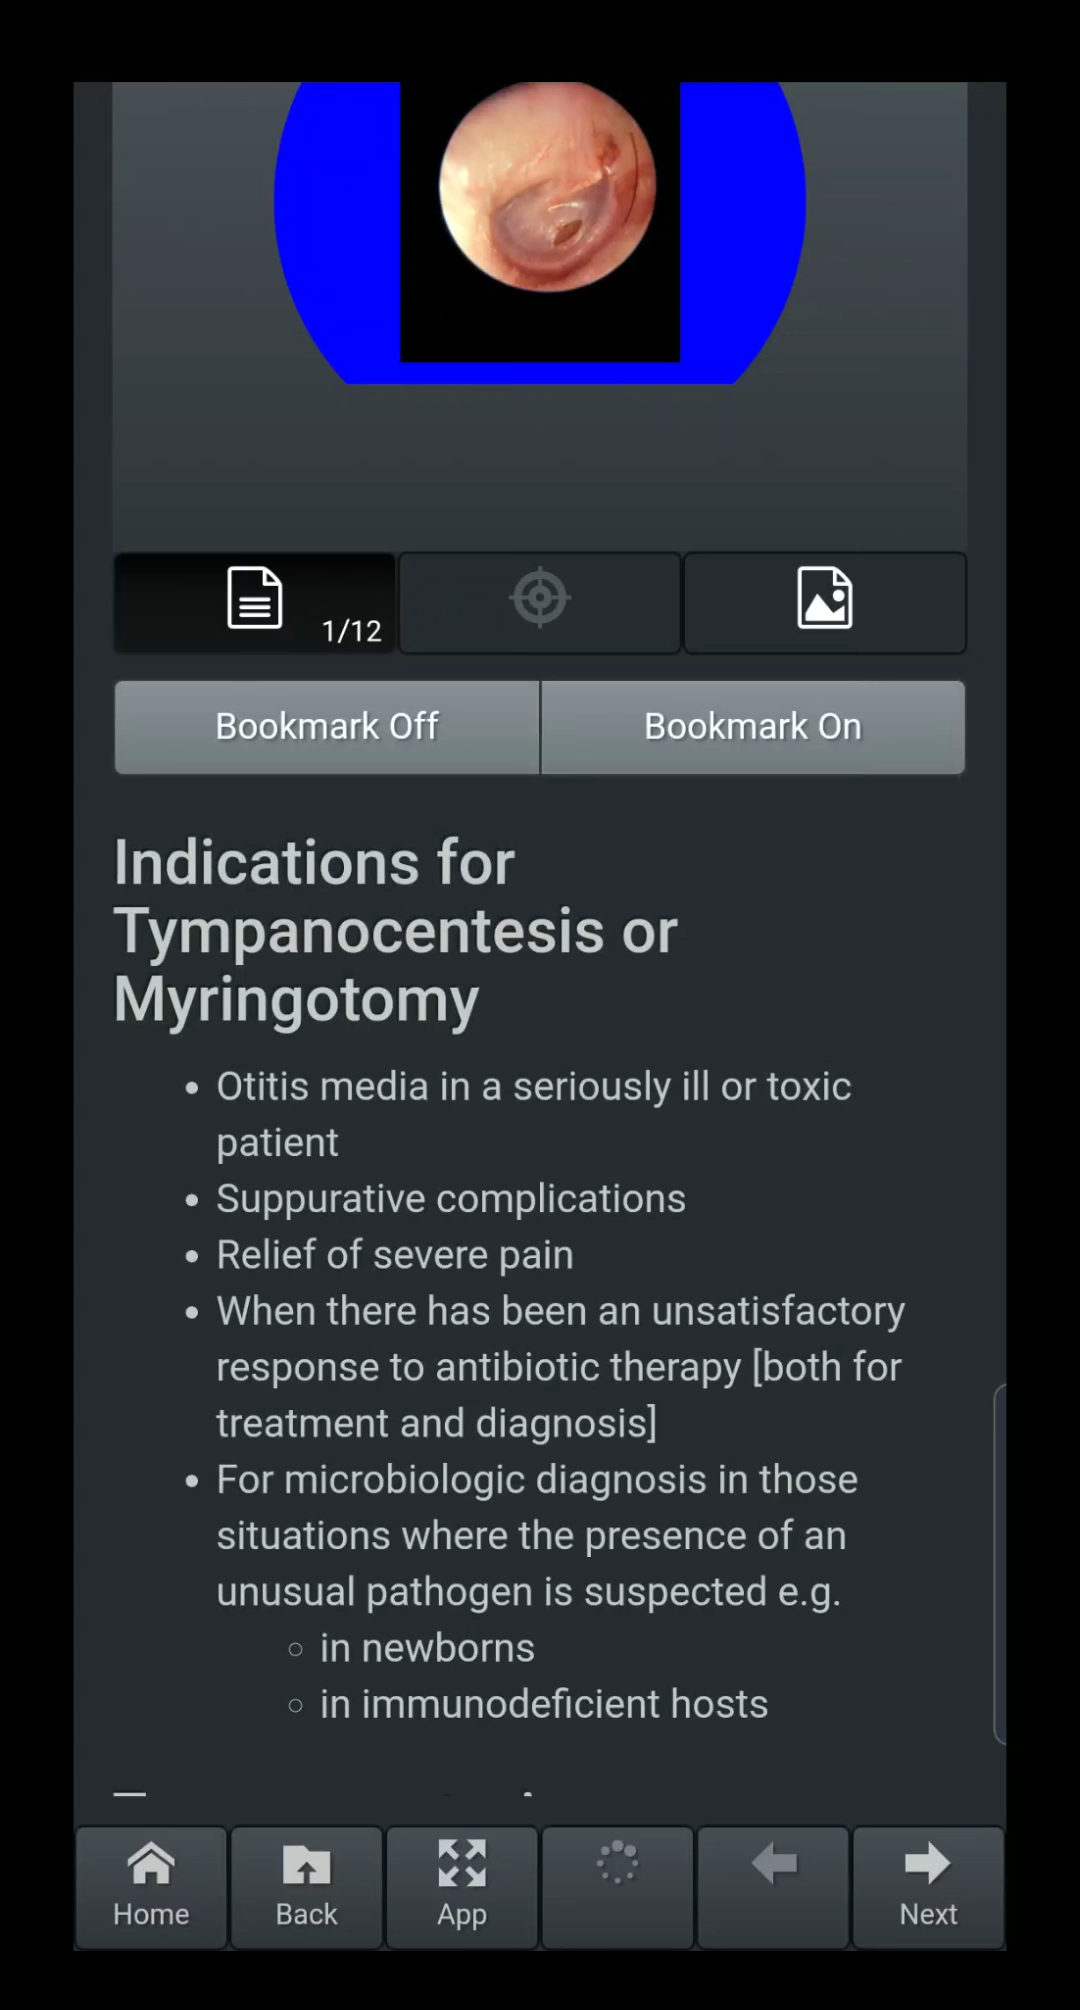 1/12
Bookmark Off
Bookmark On
Indications for
Tympanocentesis or
Myringotomy
• Otitis media in a seriously ill or toxic
patient
• Suppurative complications
• Relief of severe pain
• When there has been an unsatisfactory
response to antibiotic therapy [both for
treatment and diagnosis]
• For microbiologic diagnosis in those
situations where the presence of an
unusual pathogen is suspected e.g.
○ in newborns
○ in immunodeficient hosts
Home
Back
App
Next